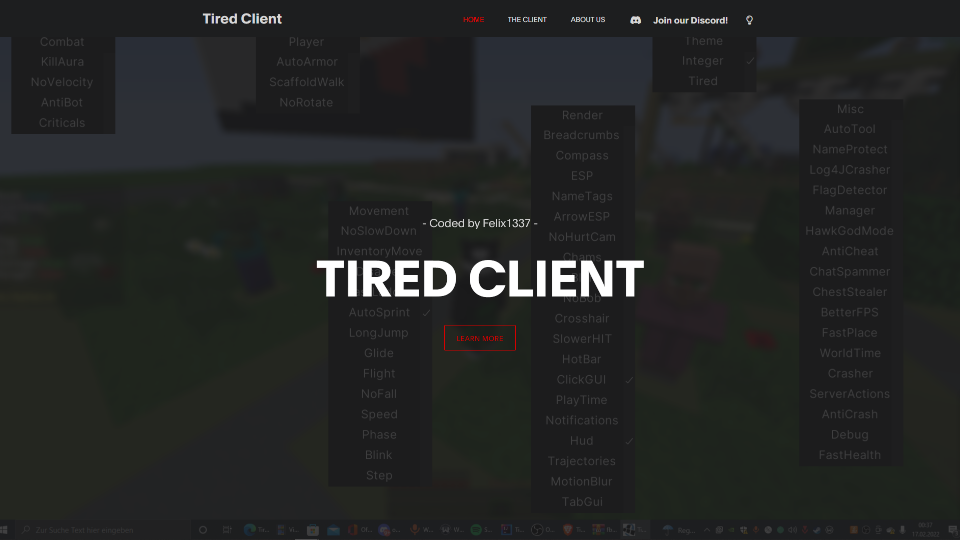 Tired Client
HOME
THE CLIENT
ABOUT US
Join our Discord!
Combat
KillAura
NoVelocity
AntiBot
Criticals
Player
AutoArmor
ScaffoldWalk
NoRotate
Theme
Integer
Tired
Movement
NoSlowDown
InventoryMove
AutoSprint
LongJump
Glide
Flight
NoFall
Speed
Phase
Blink
Step
- Coded by Felix1337 -
TIRED CLIENT
LEARN MORE
Render
Breadcrumbs
Compass
ESP
NameTags
ArrowESP
NoHurtCam
Chams
NoBob
Crosshair
SlowerHIT
HotBar
ClickGUI
PlayTime
Notifications
Hud
Trajectories
MotionBlur
TabGui
Misc
AutoTool
NameProtect
Log4JCrasher
FlagDetector
Manager
HawkGodMode
AntiCheat
ChatSpammer
ChestStealer
BetterFPS
FastPlace
WorldTime
Crasher
ServerActions
AntiCrash
Debug
FastHealth
Zur Suche Text hier eingeben